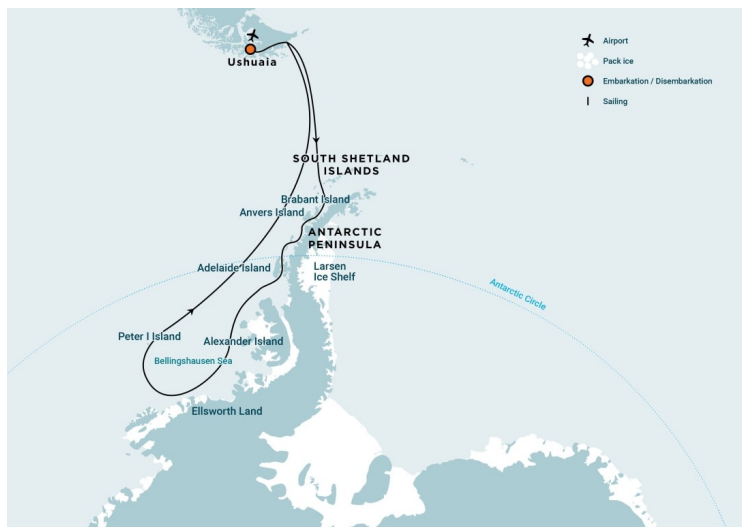 Ushuaia
Airport
Pack ice
Embarkation / Disembarkation
Sailing
SOUTH SHETLAND
ISLANDS
Brabant Island
Anvers Island
ANTARCTIC
PENINSULA
Adelaide Island
Larsen
Ice Shelf
Antarctic Circle
Peter I Island
Alexander Island
Bellingshausen Sea
Ellsworth Land